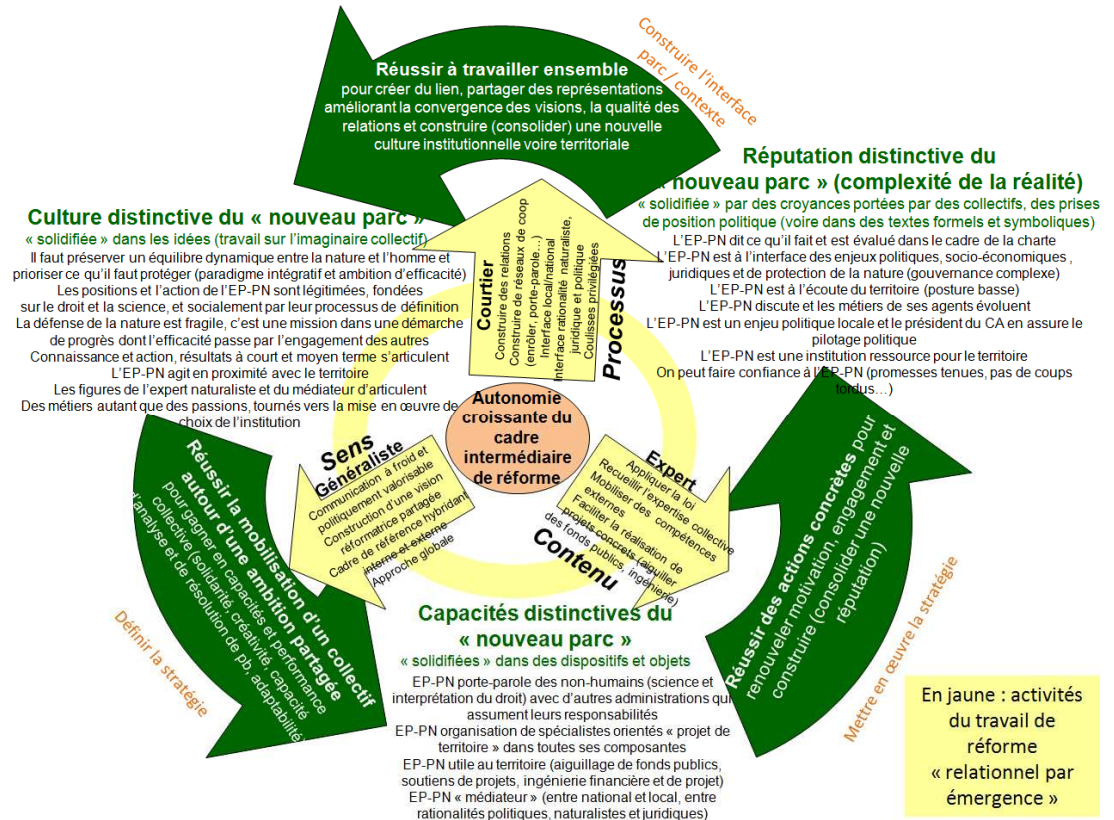 Construire l'interface
parc / contexte
Réussir à travailler ensemble
pour créer du lien, partager des représentations
améliorant la convergence des visions, la qualité des
relations et construire (consolider) une nouvelle
culture institutionnelle voire territoriale
Réputation distinctive du
« nouveau parc » (complexité de la réalité)
« solidifiée » par des croyances portées par des collectifs, des prises
de position politique (voire dans des textes formels et symboliques)
L'EP-PN dit ce qu'il fait et est évalué dans le cadre de la charte
L'EP-PN est à l'interface des enjeux politiques, socio-économiques ,
juridiques et de protection de la nature (gouvernance complexe)
L'EP-PN est à l'écoute du territoire (posture basse)
L'EP-PN discute et les métiers de ses agents évoluent
L'EP-PN est un enjeu politique locale et le président du CA en assure le
pilotage politique
L'EP-PN est une institution ressource pour le territoire
On peut faire confiance à l'EP-PN (promesses tenues, pas de coups
tordus…)
Culture distinctive du « nouveau parc »
« solidifiée » dans les idées (travail sur l'imaginaire collectif)
Il faut préserver un équilibre dynamique entre la nature et l'homme et
prioriser ce qu'il faut protéger (paradigme intégratif et ambition d'efficacité)
Les positions et l'action de l'EP-PN sont légitimées, fondées
sur le droit et la science, et socialement par leur processus de définition
La défense de la nature est fragile, c'est une mission dans une démarche
de progrès dont l'efficacité passe par l'engagement des autres
Connaissance et action, résultats à court et moyen terme s'articulent
L'EP-PN agit en proximité avec le territoire
Les figures de l'expert naturaliste et du médiateur d'articulent
Des métiers autant que des passions, tournés vers la mise en œuvre de
choix de l'institution
Courtier
Construire des relations
Construire de réseaux de coop
(enrôler, porte-parole…)
Interface local/national
Interface rationalité naturaliste,
juridique et politique
Coulisses privilégiées
Processus
Autonomie
croissante du
cadre
intermédiaire
de réforme
Sens
Généraliste
Communication à froid et
politiquement valorisable
Construction d'une vision
réformatrice partagée
Cadre de référence hybridant
interne et externe
Approche globale
Expert
Appliquer la loi
Recueillir l'expertise collective
Mobiliser des compétences
externes
Faciliter la réalisation de
projets concrets (aiguiller
des fonds publics, ingénierie)
Contenu
Réussir la mobilisation d'un collectif
autour d'une ambition partagée
pour gagner en capacités et performance
collective (solidarité, créativité, capacité
d'analyse et de résolution de pb, adaptabilité)
Définir la stratégie
Réussir des actions concrètes pour
renouveler motivation, engagement et
construire (consolider une nouvelle
réputation)
Mettre en œuvre la stratégie
Capacités distinctives du
« nouveau parc »
« solidifiées » dans des dispositifs et objets
EP-PN porte-parole des non-humains (science et
interprétation du droit) avec d'autres administrations qui
assument leurs responsabilités
EP-PN organisation de spécialistes orientés « projet de
territoire » dans toutes ses composantes
EP-PN utile au territoire (aiguillage de fonds publics,
soutiens de projets, ingénierie financière et de projet)
EP-PN « médiateur » (entre national et local, entre
rationalités politiques, naturalistes et juridiques)
En jaune : activités
du travail de
réforme
« relationnel par
émergence »